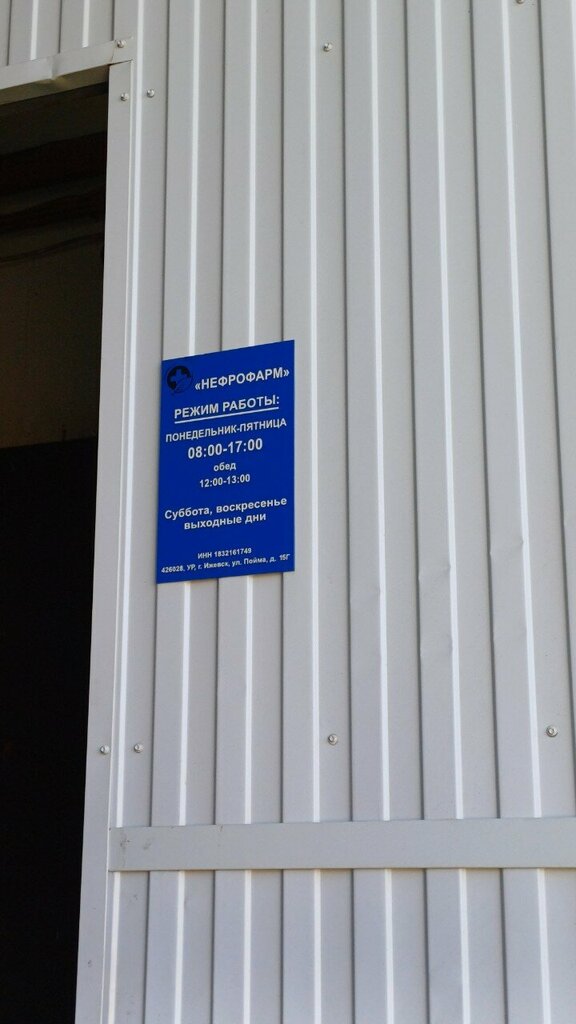 «НЕФРОФАРМ»
РЕЖИМ РАБОТЫ:
ПОНЕДЕЛЬНИК-ПЯТНИЦА
08:00-17:00
обед
12:00-13:00
Суббота, воскресенье
выходные дни
ИНН 1832161749
426028, УР, г. Ижевск, ул. Пойма, д. 15Г